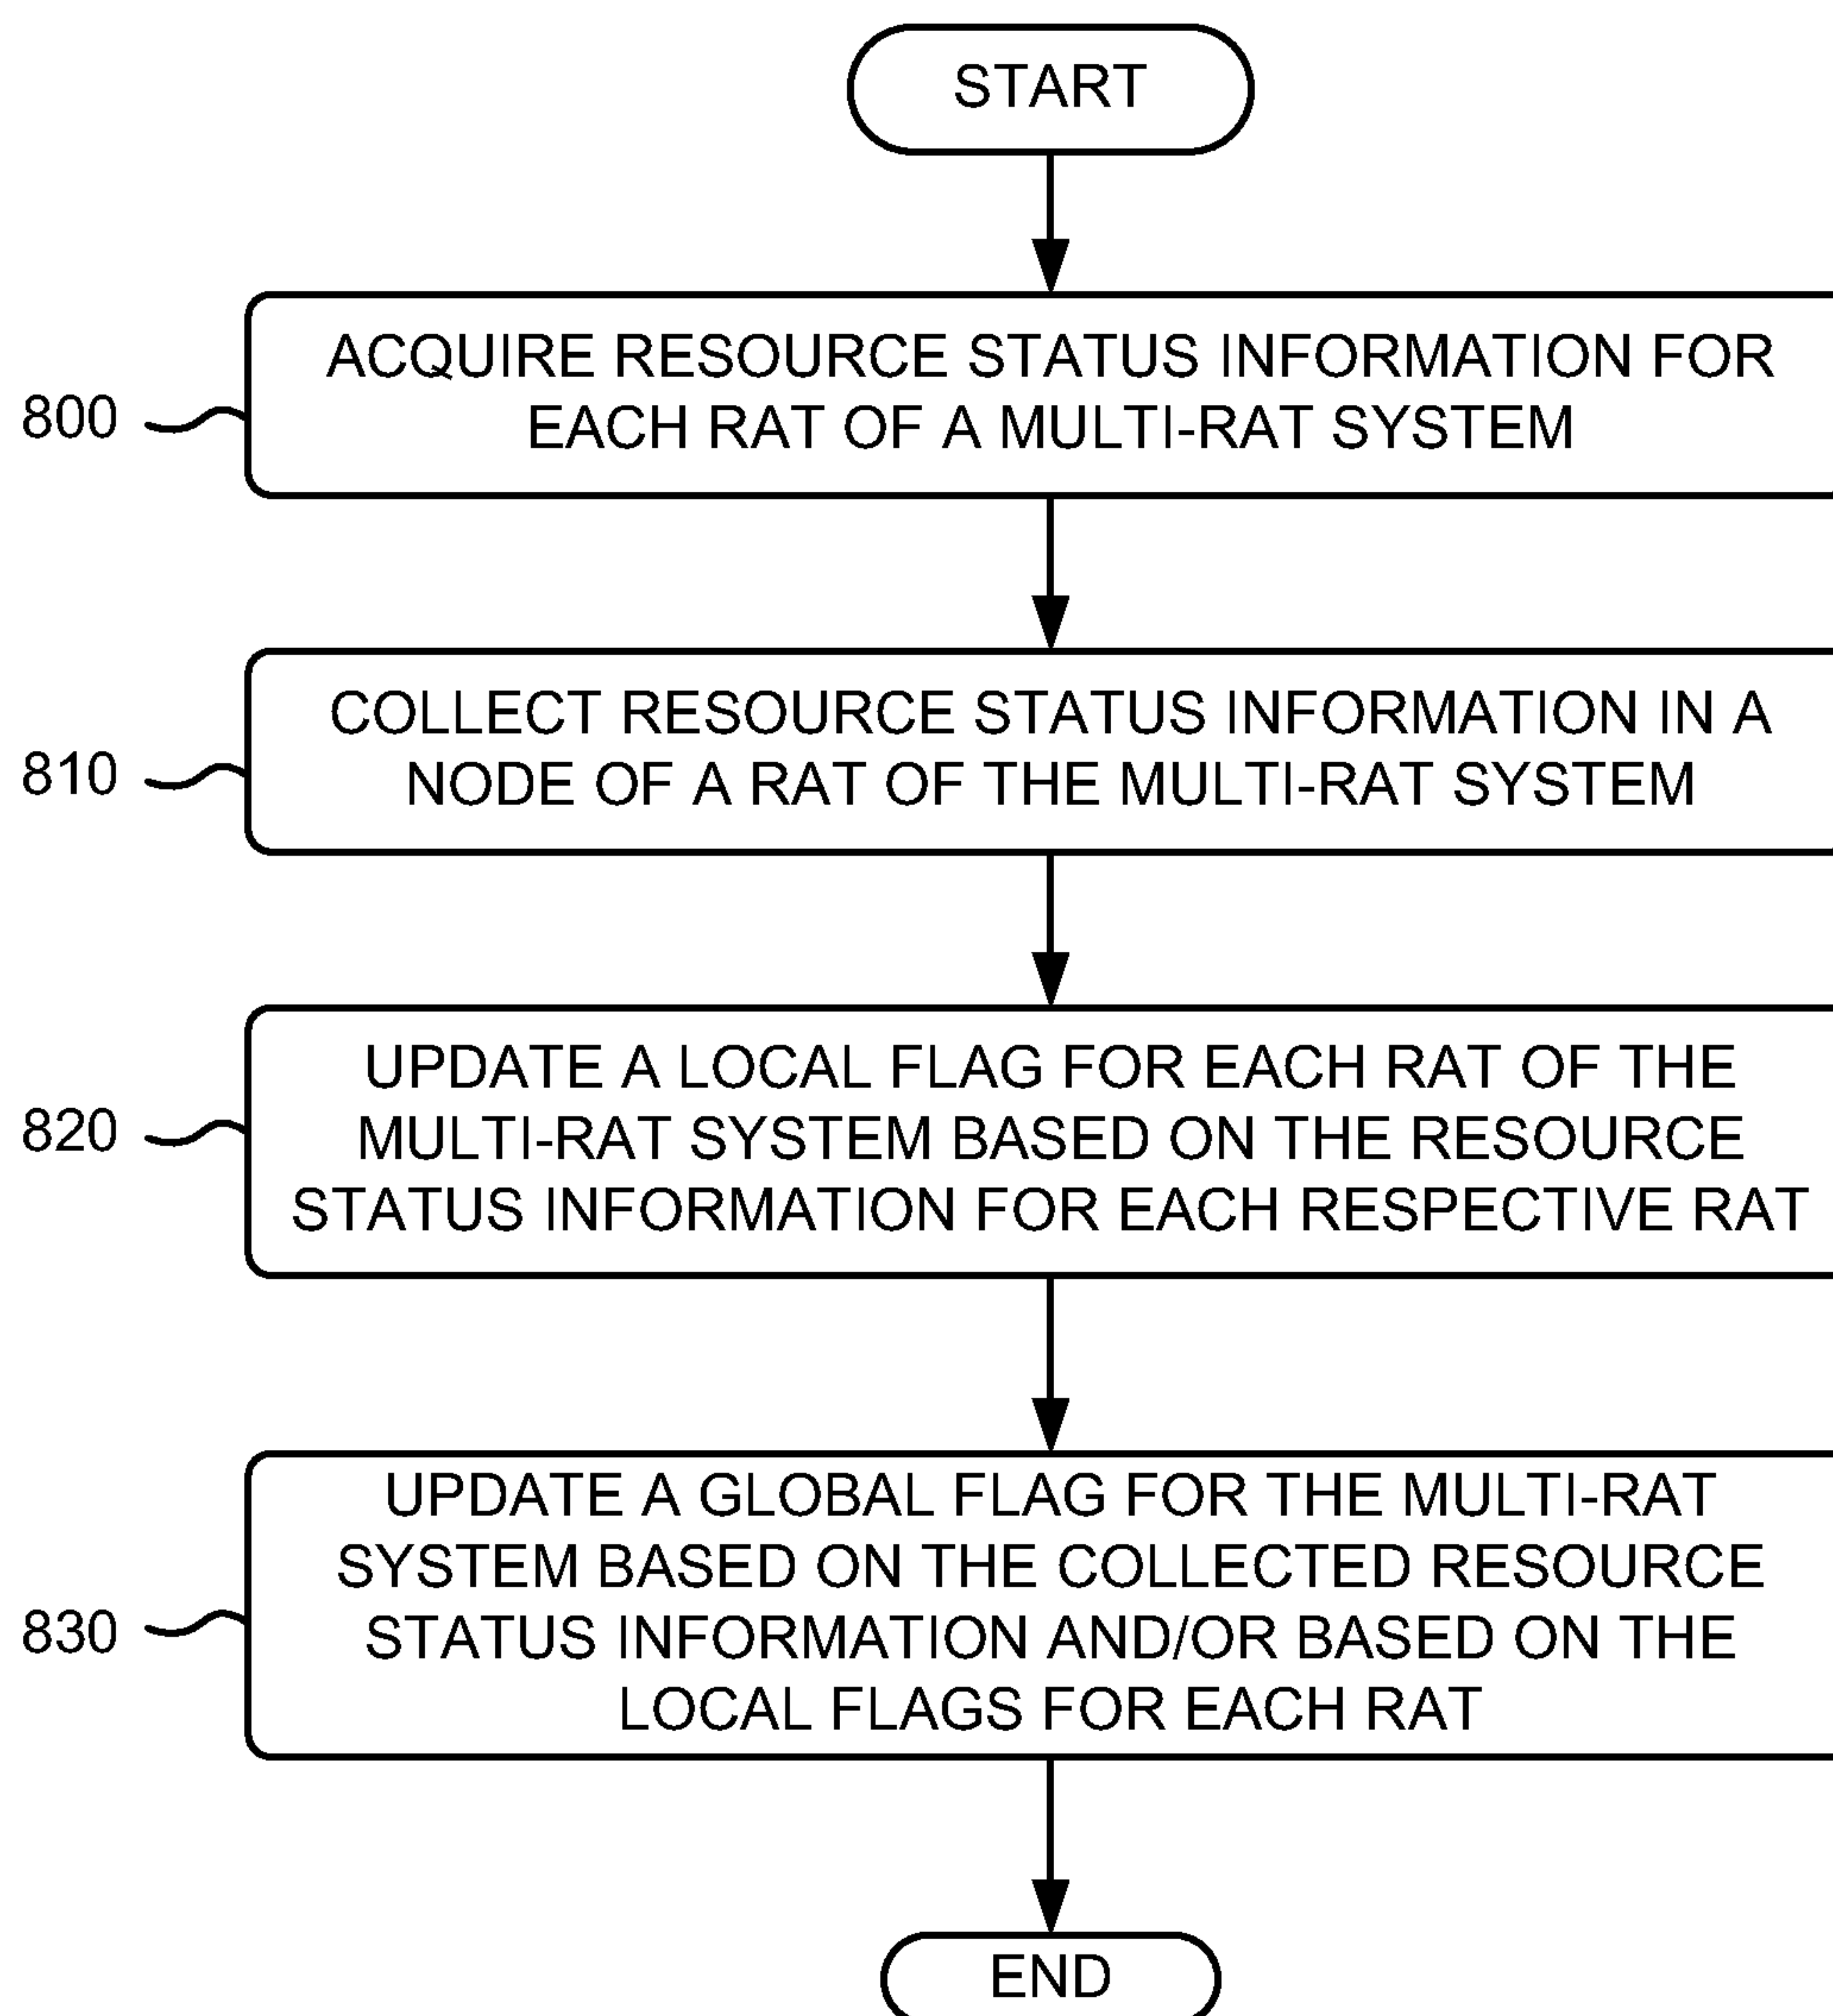 START
800
ACQUIRE RESOURCE STATUS INFORMATION FOR
EACH RAT OF A MULTI-RAT SYSTEM
810
COLLECT RESOURCE STATUS INFORMATION IN A
NODE OF A RAT OF THE MULTI-RAT SYSTEM
820
UPDATE A LOCAL FLAG FOR EACH RAT OF THE
MULTI-RAT SYSTEM BASED ON THE RESOURCE
STATUS INFORMATION FOR EACH RESPECTIVE RAT
830
UPDATE A GLOBAL FLAG FOR THE MULTI-RAT
SYSTEM BASED ON THE COLLECTED RESOURCE
STATUS INFORMATION AND/OR BASED ON THE
LOCAL FLAGS FOR EACH RAT
END